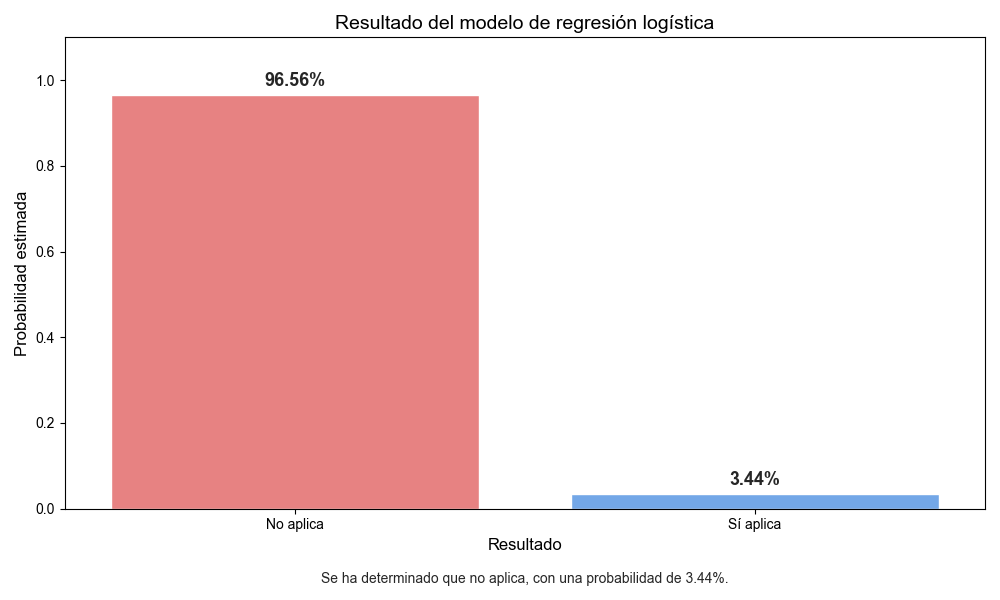 Resultado del modelo de regresión logística
96.56%
3.44%
Probabilidad estimada
1.0
0.8
0.6
0.4
0.2
0.0
No aplica
Sí aplica
Resultado
Se ha determinado que no aplica, con una probabilidad de 3.44%.